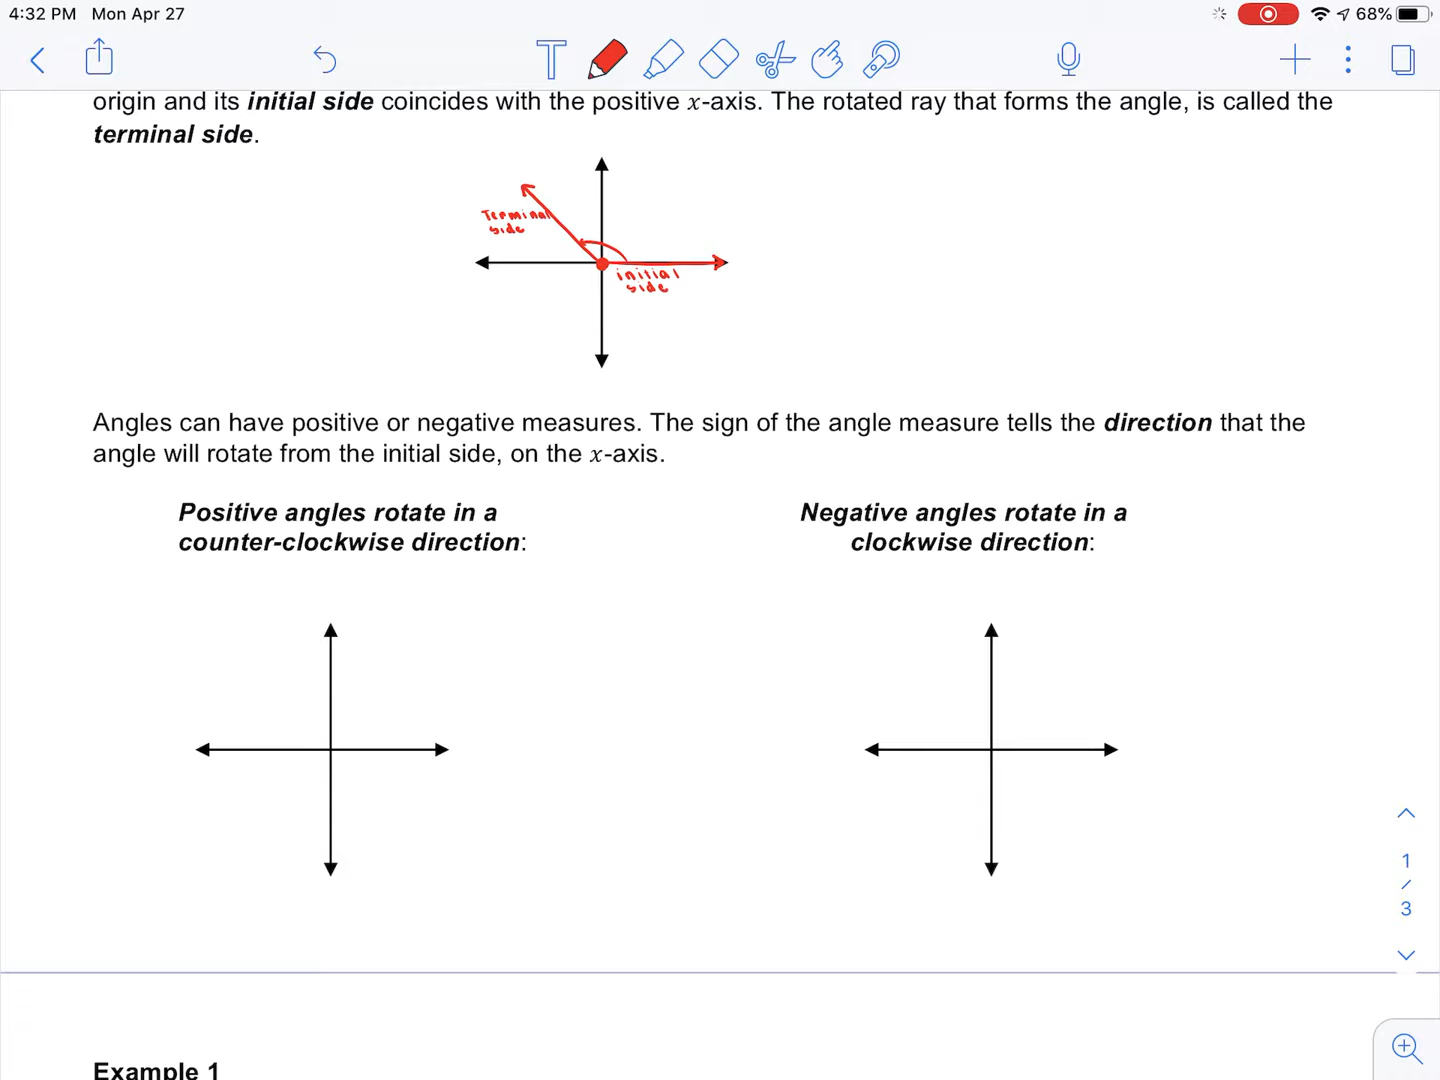 4:32 PM Mon Apr 27
68%
T
origin and its initial side coincides with the positive x-axis. The rotated ray that forms the angle, is called the
terminal side.
Terminal
side
initial
side
Angles can have positive or negative measures. The sign of the angle measure tells the direction that the
angle will rotate from the initial side, on the x-axis.
Positive angles rotate in a
counter-clockwise direction:
Negative angles rotate in a
clockwise direction:
1
/
3
Example 1